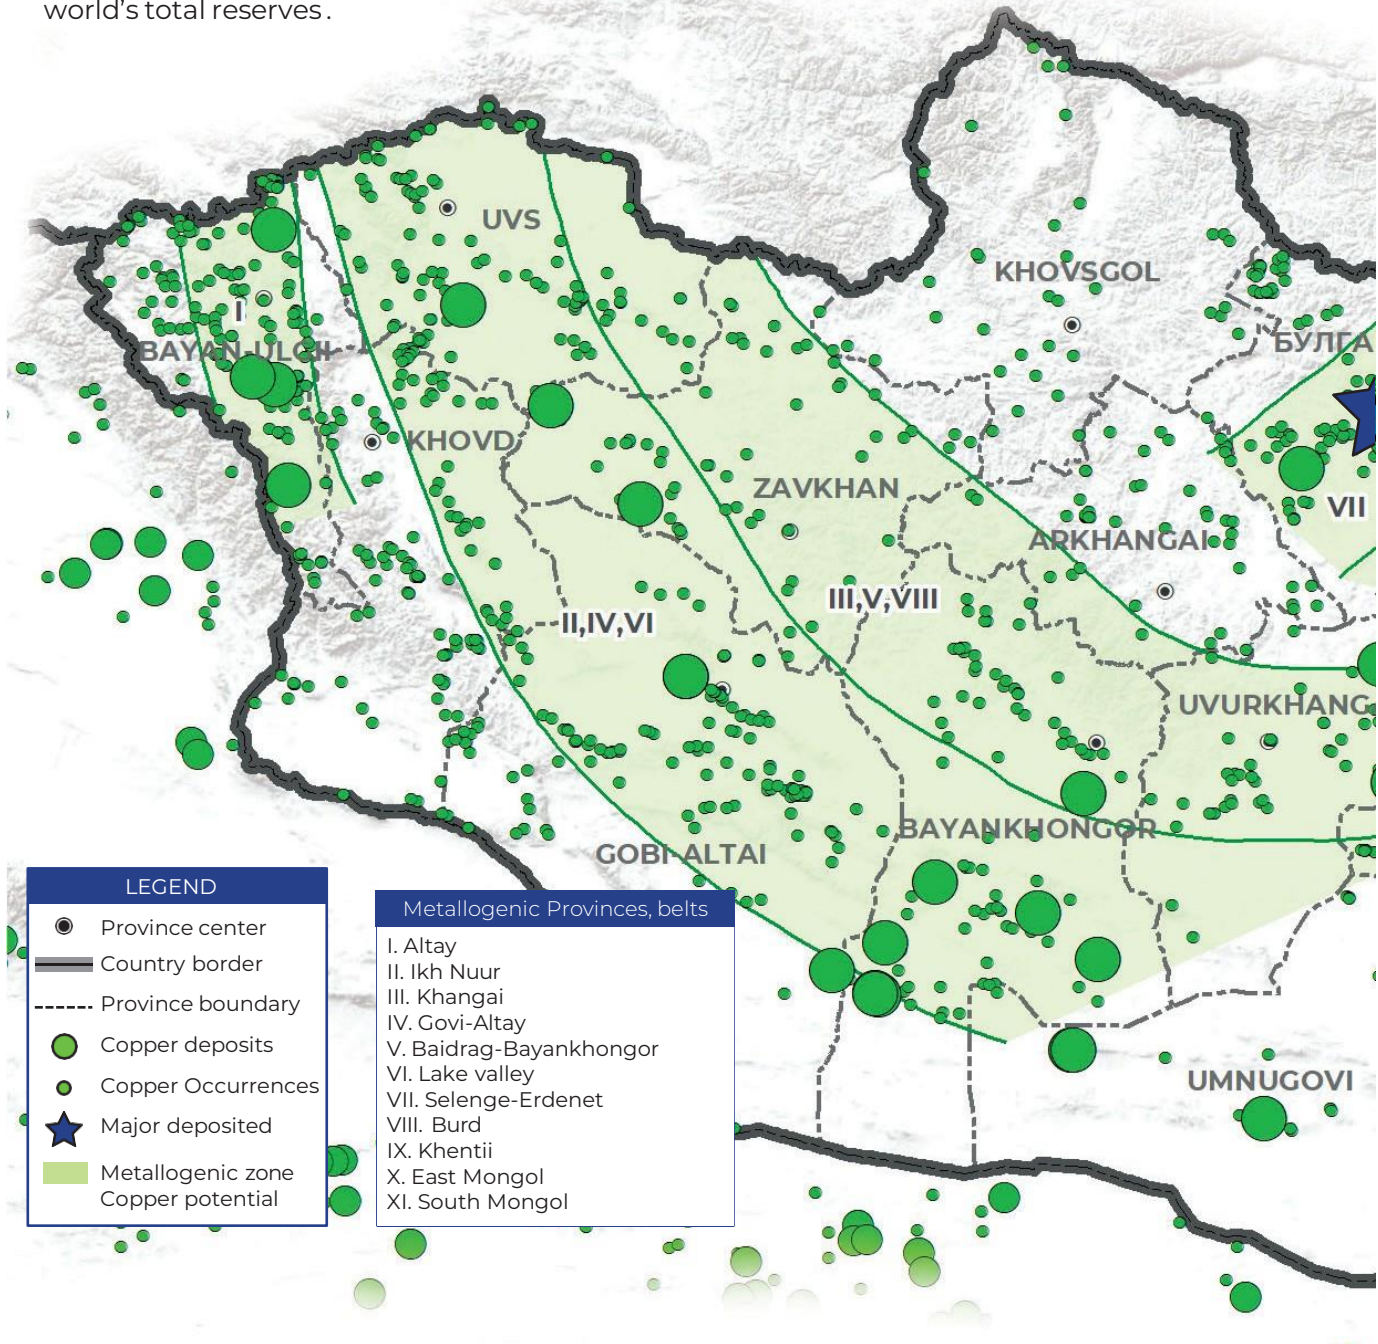 world's total reserves.
UVS
KHOVSGOL
I
BAYAN-ULGII
БУЛГА
KHOVD
ZAVKHAN
VII
ARKHANGAI
II,IV,VI
III,V,VIII
UVURKHANG
BAYANKHONGOR
GOBI-ALTAI
UMNUGOVI
LEGEND
Province center
Country border
Province boundary
Copper deposits
Copper Occurrences
Major deposited
Metallogenic zone
Copper potential
Metallogenic Provinces, belts
I. Altay
II. Ikh Nuur
III. Khangai
IV. Govi-Altay
V. Baidrag-Bayankhongor
VI. Lake valley
VII. Selenge-Erdenet
VIII. Burd
IX. Khentii
X. East Mongol
XI. South Mongol